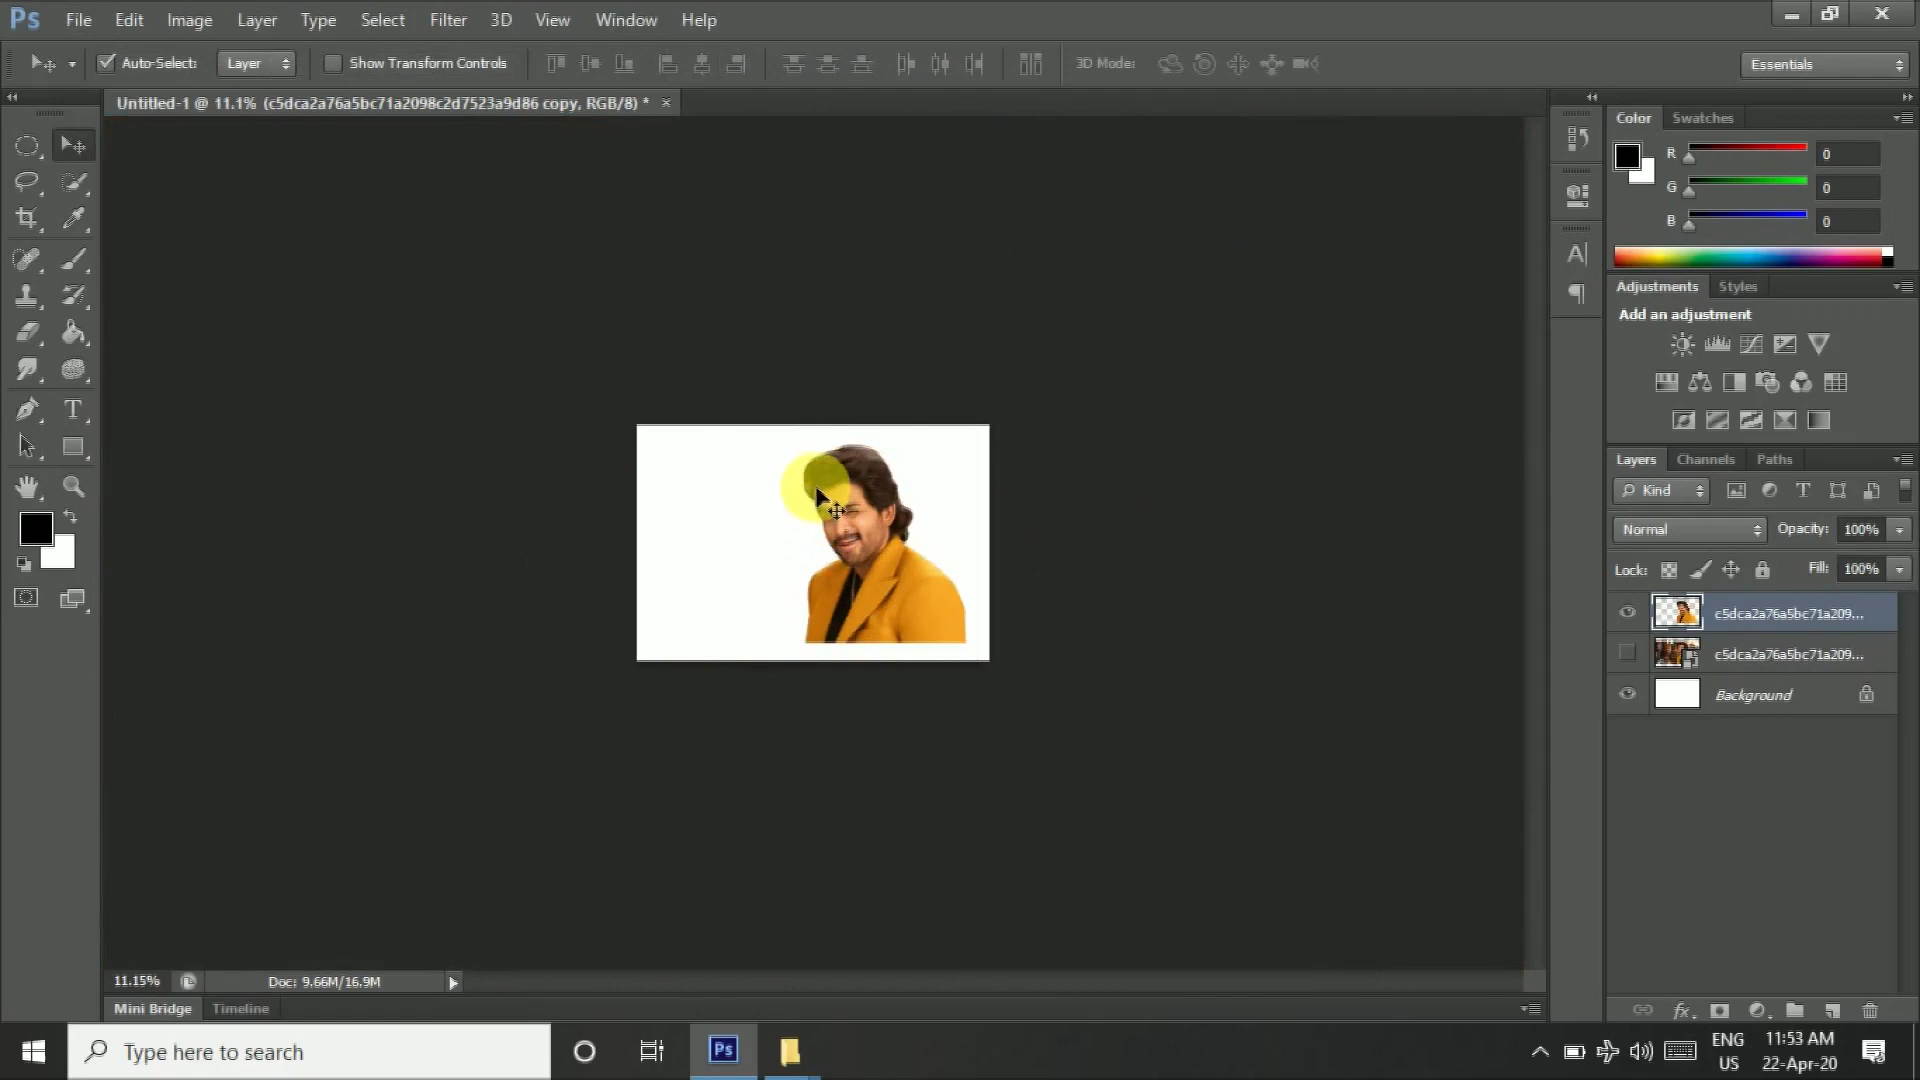 Ps File Edit Image Layer Type Select Filter 3D View Window Help
Auto-Select: Layer Show Transform Controls 3D Mode: Essentials
Untitled-1 @ 11.1% (c5dca2a76a5bc71a2098c2d7523a9d86 copy, RGB/8) * ×
Color Swatches
R 0
G 0
B 0
Adjustments Styles
Add an adjustment
Layers Channels Paths
Kind
Normal Opacity: 100%
Lock: Fill: 100%
c5dca2a76a5bc71a209...
c5dca2a76a5bc71a209...
Background
11.15% Doc: 9.66M/16.9M
Mini Bridge Timeline
Type here to search
Ps
ENG
US
11:53 AM
22-Apr-20